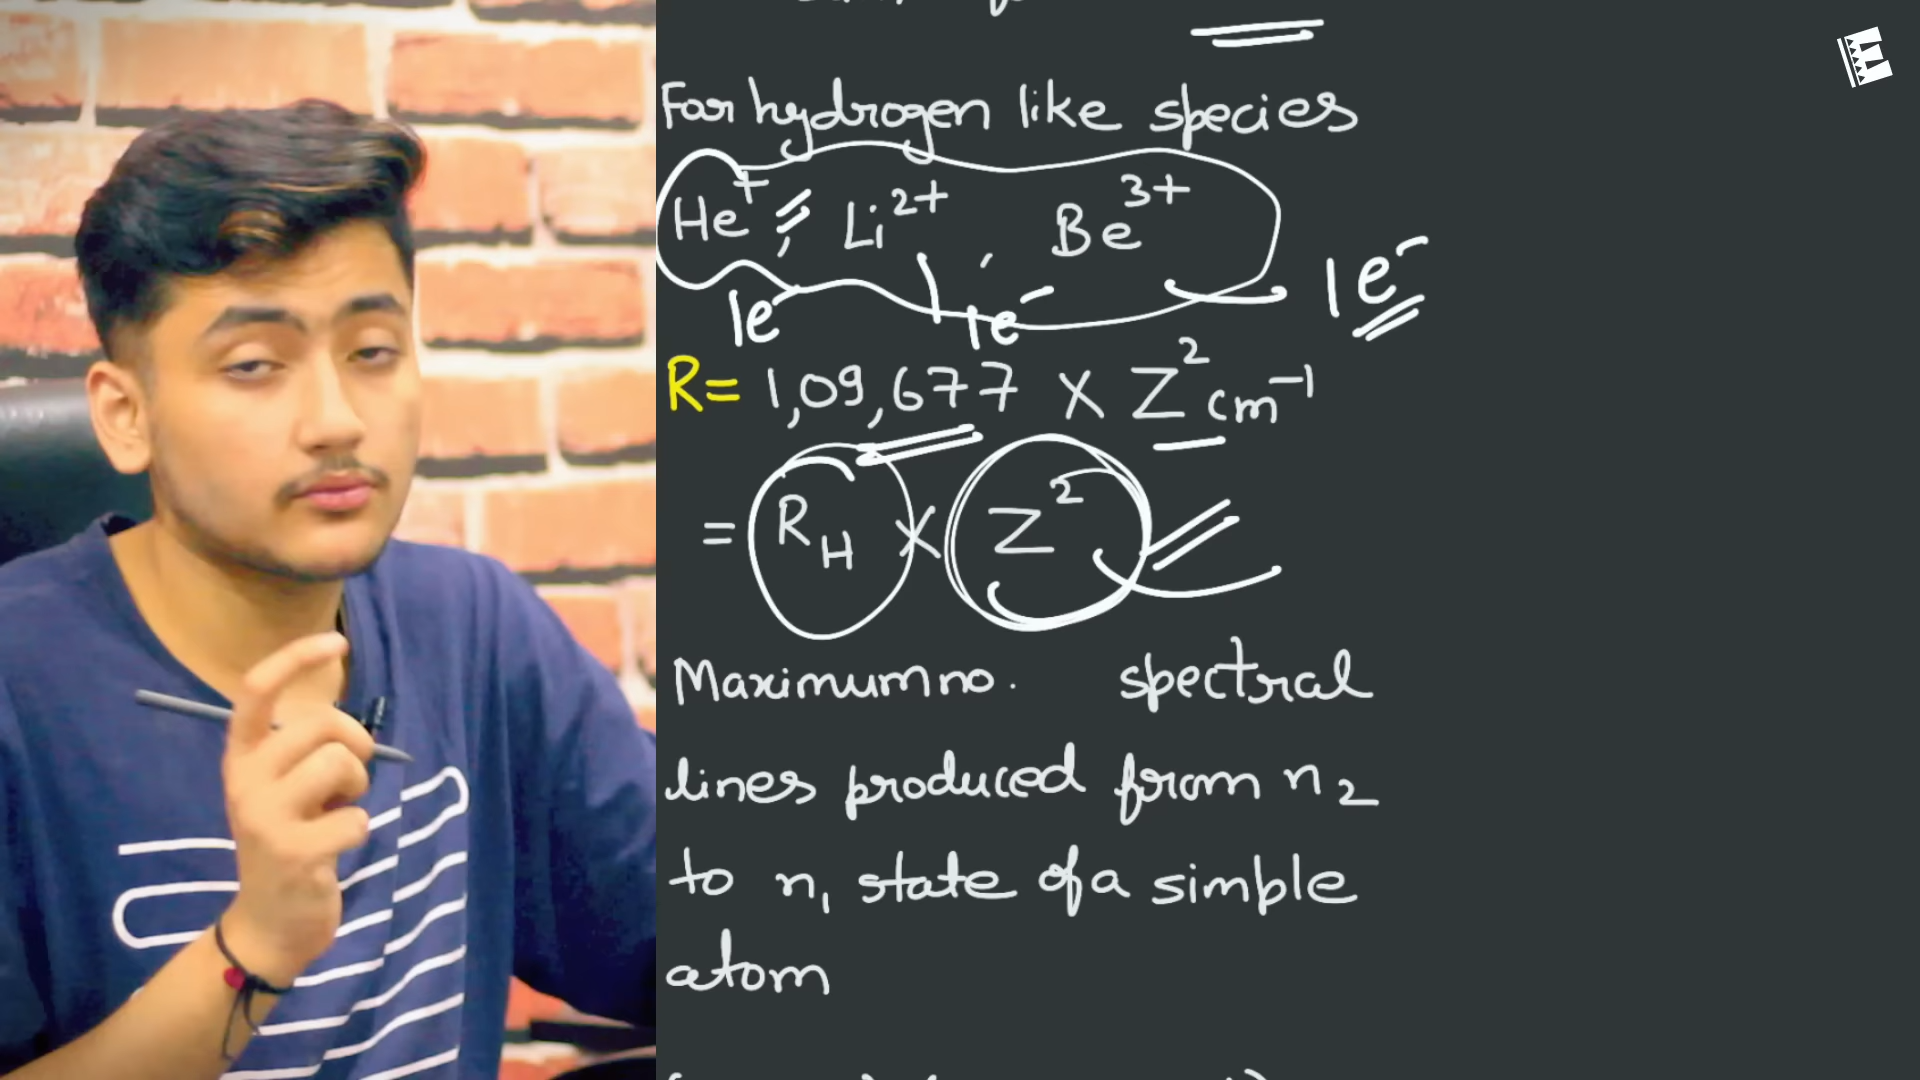 For hydrogen like species
He⁺, Li²⁺, Be³⁺
1e⁻ 1e⁻ 1e⁻
R = 1,09,677 × Z² cm⁻¹
= R_H × Z²
Maximum no. spectral
lines produced from n₂
to n₁ state of a simple
atom